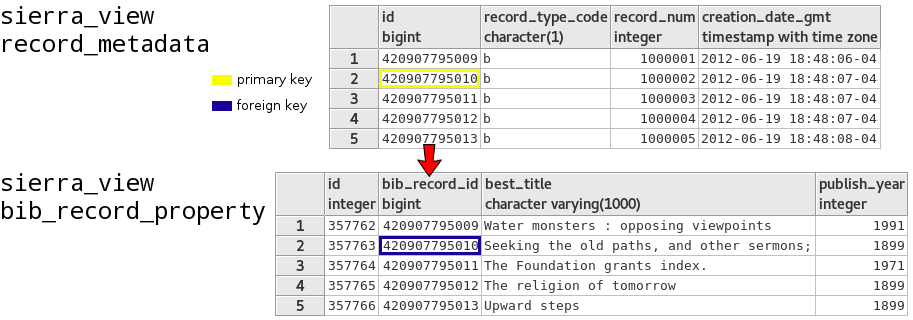 sierra_view
record_metadata
primary key
foreign key
id record_type_code record_num creation_date_gmt
bigint character(1) integer timestamp with time zone
1 420907795009 b 1000001 2012-06-19 18:48:06-04
2 420907795010 b 1000002 2012-06-19 18:48:07-04
3 420907795011 b 1000003 2012-06-19 18:48:07-04
4 420907795012 b 1000004 2012-06-19 18:48:07-04
5 420907795013 b 1000005 2012-06-19 18:48:08-04
sierra_view
bib_record_property
id bib_record_id best_title publish_year
integer bigint character varying(1000) integer
1 357762 420907795009 Water monsters : opposing viewpoints 1991
2 357763 420907795010 Seeking the old paths, and other sermons; 1899
3 357764 420907795011 The Foundation grants index. 1971
4 357765 420907795012 The religion of tomorrow 1899
5 357766 420907795013 Upward steps 1899